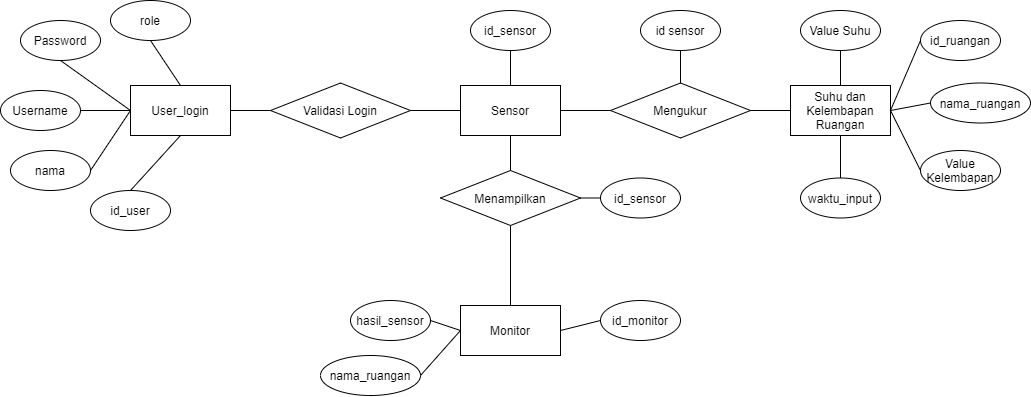 role
Password
id_sensor
id sensor
Value Suhu
id_ruangan
Username
User_login
Validasi Login
Sensor
Mengukur
Suhu dan
Kelembapan
Ruangan
nama_ruangan
nama
Value
Kelembapan
id_user
Menampilkan
id_sensor
waktu_input
hasil_sensor
Monitor
id_monitor
nama_ruangan